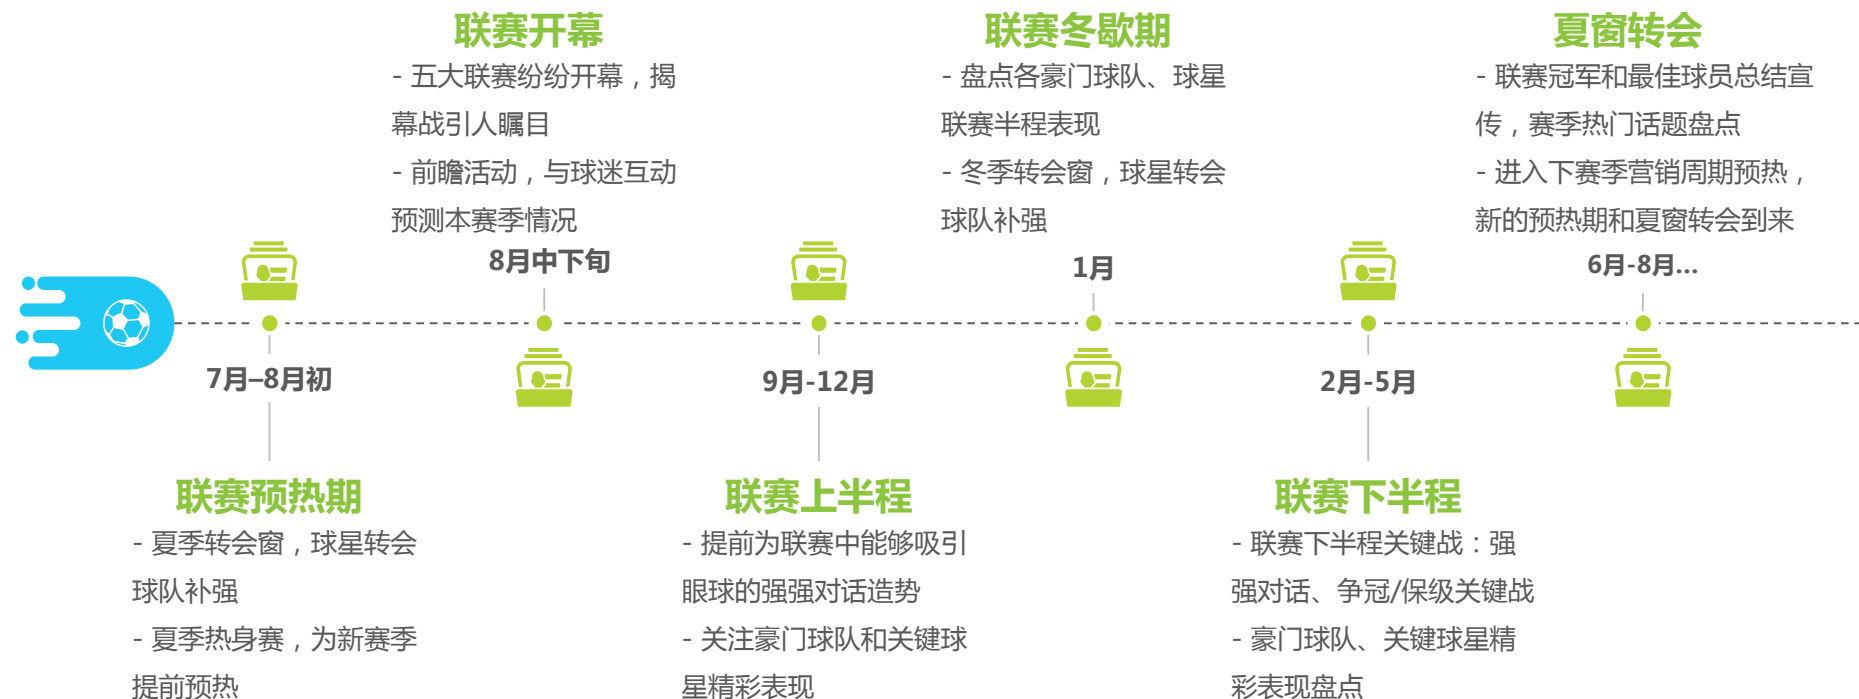 联赛开幕
- 五大联赛纷纷开幕，揭
幕战引人瞩目
- 前瞻活动，与球迷互动
预测本赛季情况
8月中下旬
联赛冬歇期
- 盘点各豪门球队、球星
联赛半程表现
- 冬季转会窗，球星转会
球队补强
1月
夏窗转会
- 联赛冠军和最佳球员总结宣
传，赛季热门话题盘点
- 进入下赛季营销周期预热，
新的预热期和夏窗转会到来
6月-8月...
7月–8月初
联赛预热期
- 夏季转会窗，球星转会
球队补强
- 夏季热身赛，为新赛季
提前预热
9月-12月
联赛上半程
- 提前为联赛中能够吸引
眼球的强强对话造势
- 关注豪门球队和关键球
星精彩表现
2月-5月
联赛下半程
- 联赛下半程关键战：强
强对话、争冠/保级关键战
- 豪门球队、关键球星精
彩表现盘点